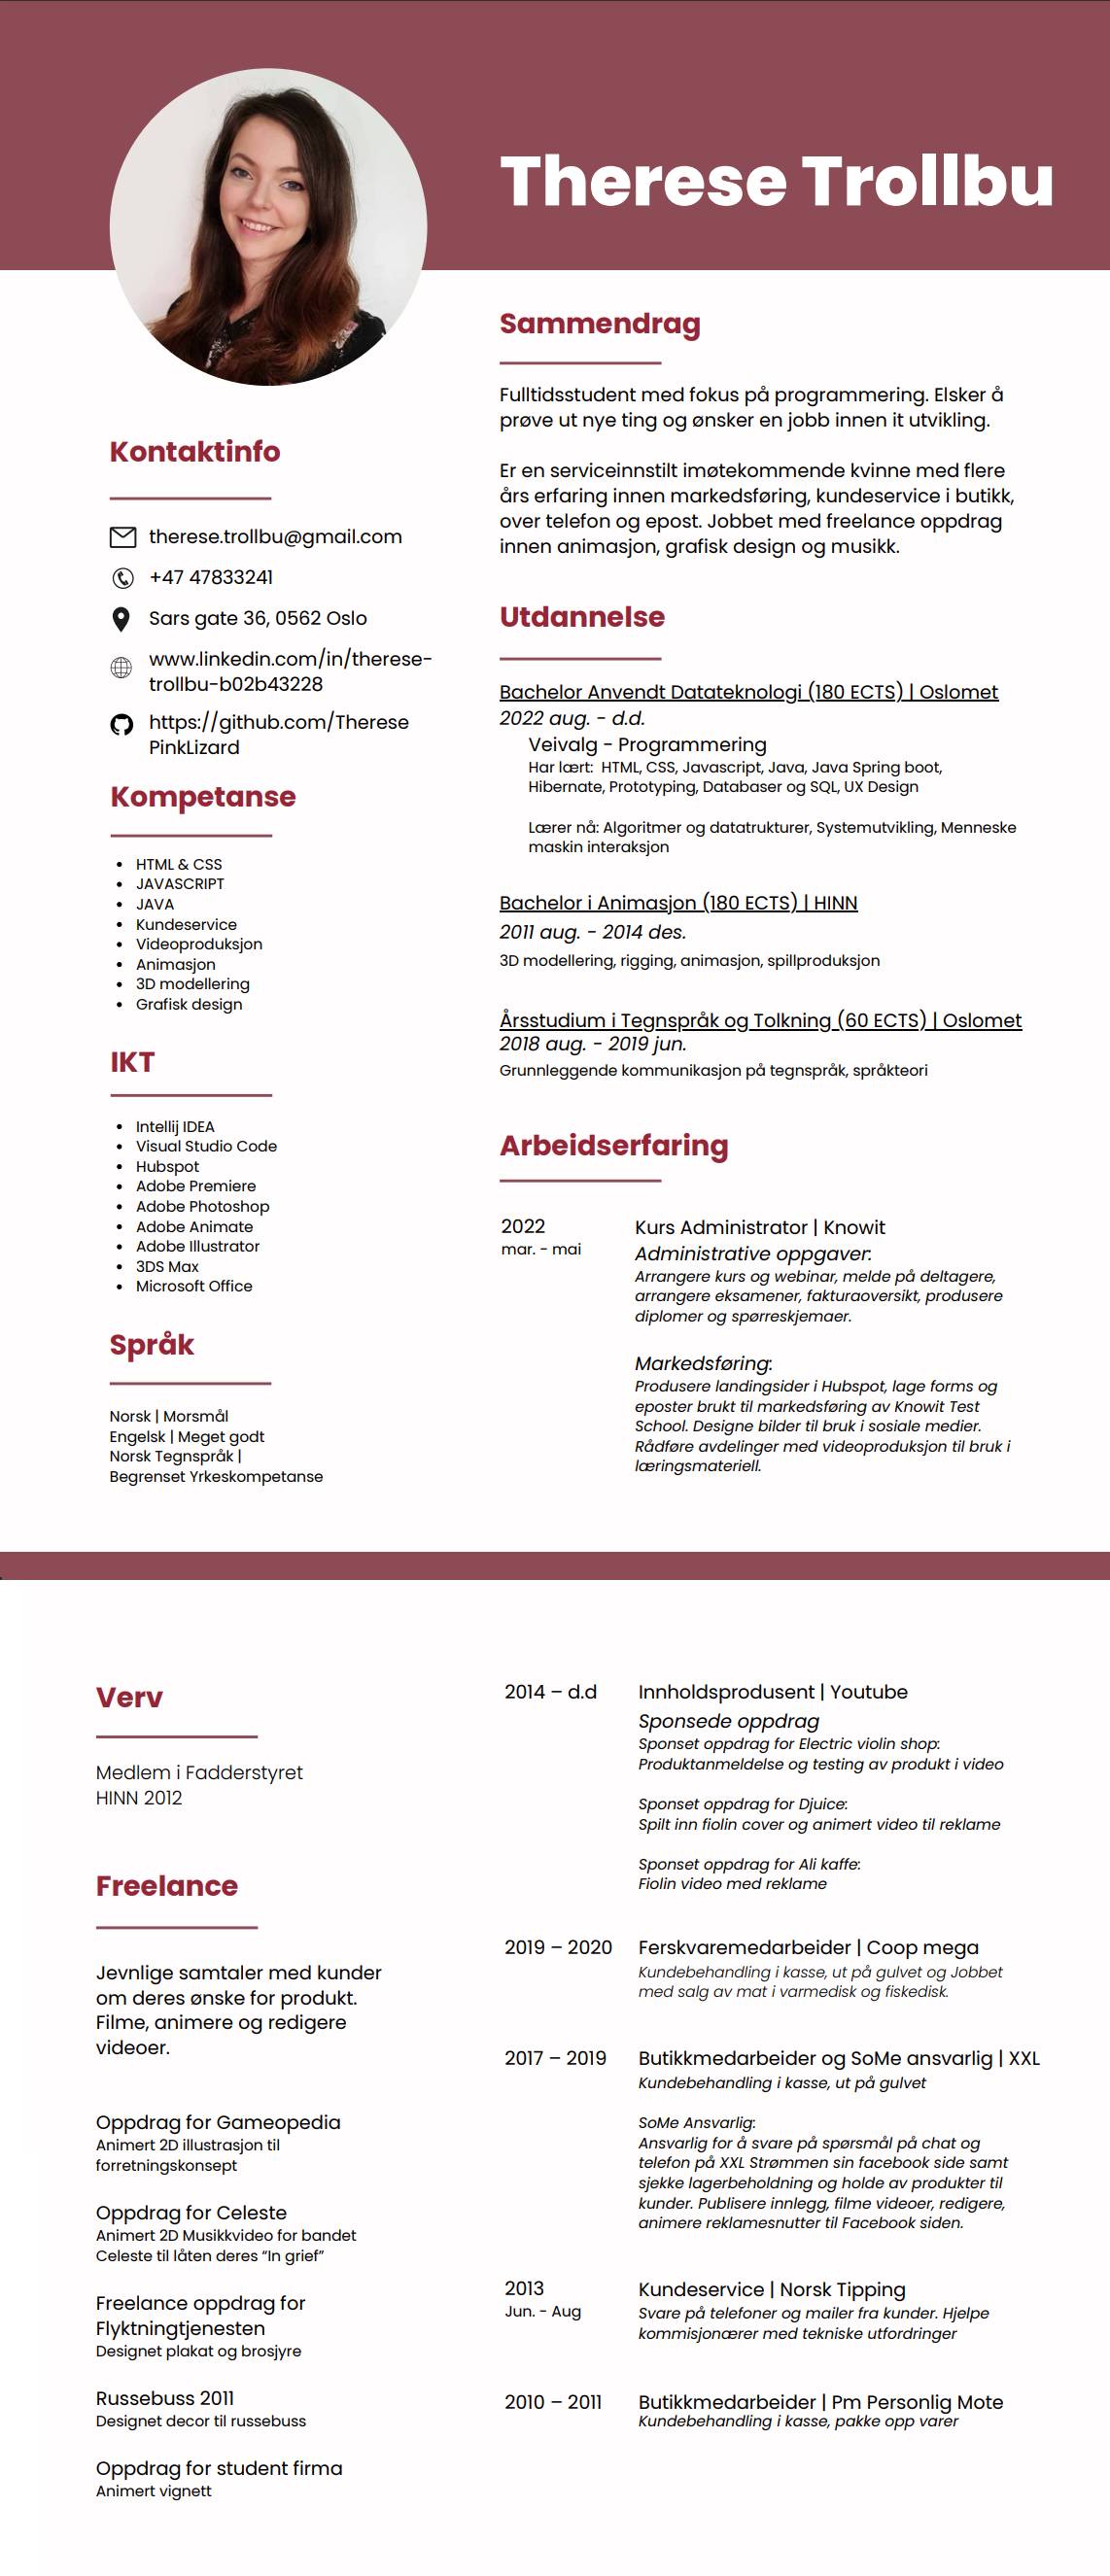 Therese Trollbu
Kontaktinfo
therese.trollbu@gmail.com
+47 47833241
Sars gate 36, 0562 Oslo
www.linkedin.com/in/therese-
trollbu-b02b43228
https://github.com/Therese
PinkLizard
Kompetanse
• HTML & CSS
• JAVASCRIPT
• JAVA
• Kundeservice
• Videoproduksjon
• Animasjon
• 3D modellering
• Grafisk design
IKT
• Intellij IDEA
• Visual Studio Code
• Hubspot
• Adobe Premiere
• Adobe Photoshop
• Adobe Animate
• Adobe Illustrator
• 3DS Max
• Microsoft Office
Språk
Norsk | Morsmål
Engelsk | Meget godt
Norsk Tegnspråk |
Begrenset Yrkeskompetanse
Sammendrag
Fulltidsstudent med fokus på programmering. Elsker å
prøve ut nye ting og ønsker en jobb innen it utvikling.
Er en serviceinnstilt imøtekommende kvinne med flere
års erfaring innen markedsføring, kundeservice i butikk,
over telefon og epost. Jobbet med freelance oppdrag
innen animasjon, grafisk design og musikk.
Utdannelse
Bachelor Anvendt Datateknologi (180 ECTS) | Oslomet
2022 aug. - d.d.
Veivalg - Programmering
Har lært: HTML, CSS, Javascript, Java, Java Spring boot,
Hibernate, Prototyping, Databaser og SQL, UX Design
Lærer nå: Algoritmer og datatrukturer, Systemutvikling, Menneske
maskin interaksjon
Bachelor i Animasjon (180 ECTS) | HINN
2011 aug. - 2014 des.
3D modellering, rigging, animasjon, spillproduksjon
Årsstudium i Tegnspråk og Tolkning (60 ECTS) | Oslomet
2018 aug. - 2019 jun.
Grunnleggende kommunikasjon på tegnspråk, språkteori
Arbeidserfaring
2022
mar. - mai
Kurs Administrator | Knowit
Administrative oppgaver:
Arrangere kurs og webinar, melde på deltagere,
arrangere eksamener, fakturaoversikt, produsere
diplomer og spørreskjemaer.
Markedsføring:
Produsere landingsider i Hubspot, lage forms og
eposter brukt til markedsføring av Knowit Test
School. Designe bilder til bruk i sosiale medier.
Rådføre avdelinger med videoproduksjon til bruk i
læringsmateriell.
Verv
Medlem i Fadderstyret
HINN 2012
Freelance
Jevnlige samtaler med kunder
om deres ønske for produkt.
Filme, animere og redigere
videoer.
Oppdrag for Gameopedia
Animert 2D illustrasjon til
forretningskonsept
Oppdrag for Celeste
Animert 2D Musikkvideo for bandet
Celeste til låten deres “In grief”
Freelance oppdrag for
Flyktningtjenesten
Designet plakat og brosjyre
Russebuss 2011
Designet decor til russebuss
Oppdrag for student firma
Animert vignett
2014 – d.d
Innholdsprodusent | Youtube
Sponsede oppdrag
Sponset oppdrag for Electric violin shop:
Produktanmeldelse og testing av produkt i video
Sponset oppdrag for Djuice:
Spilt inn fiolin cover og animert video til reklame
Sponset oppdrag for Ali kaffe:
Fiolin video med reklame
2019 – 2020
Ferskvaremedarbeider | Coop mega
Kundebehandling i kasse, ut på gulvet og Jobbet
med salg av mat i varmedisk og fiskedisk.
2017 – 2019
Butikkmedarbeider og SoMe ansvarlig | XXL
Kundebehandling i kasse, ut på gulvet
SoMe Ansvarlig:
Ansvarlig for å svare på spørsmål på chat og
telefon på XXL Strømmen sin facebook side samt
sjekke lagerbeholdning og holde av produkter til
kunder. Publisere innlegg, filme videoer, redigere,
animere reklamesnutter til Facebook siden.
2013
Jun. - Aug
Kundeservice | Norsk Tipping
Svare på telefoner og mailer fra kunder. Hjelpe
kommisjonærer med tekniske utfordringer
2010 – 2011
Butikkmedarbeider | Pm Personlig Mote
Kundebehandling i kasse, pakke opp varer